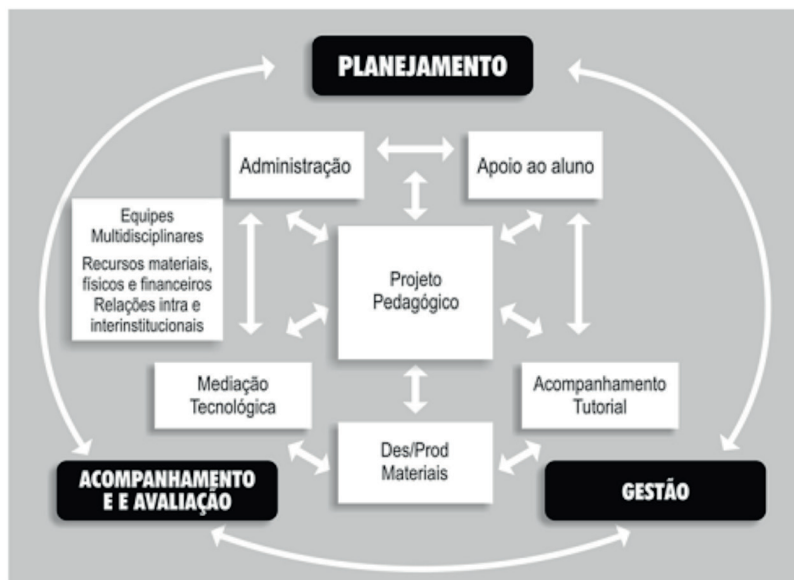 PLANEJAMENTO
Administração
Apoio ao aluno
Equipes
Multidisciplinares
Recursos materiais,
físicos e financeiros
Relações intra e
interinstitucionais
Projeto
Pedagógico
Mediação
Tecnológica
Acompanhamento
Tutorial
Des/Prod
Materiais
ACOMPANHAMENTO
E E AVALIAÇÃO
GESTÃO